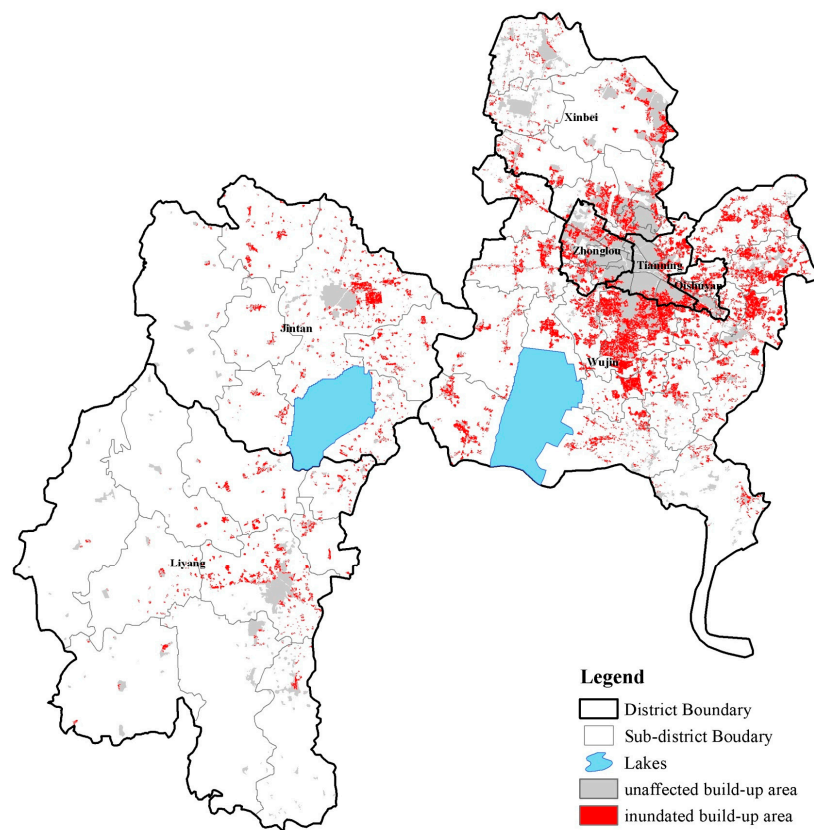 Xinbei
Zhonglou
Tianning
Qishuyan
Jintan
Wujin
Liyang
Legend
District Boundary
Sub-district Boudary
Lakes
unaffected build-up area
inundated build-up area